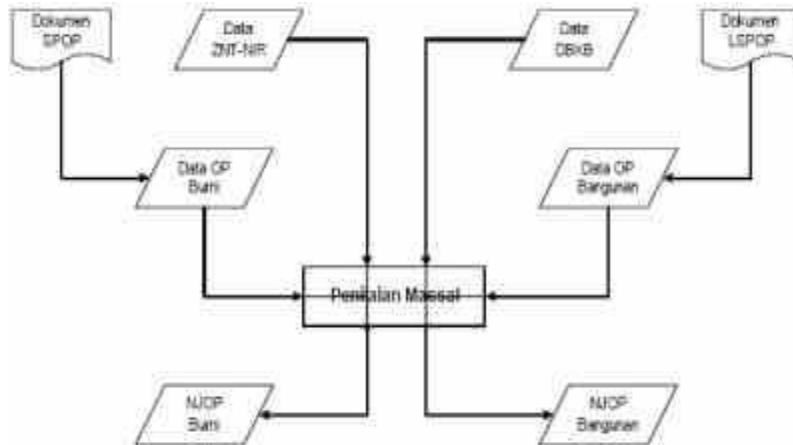 Dokumen
SPOP
Data
ZNT-NIR
Data
DBKB
Dokumen
LSPOP
Data OP
Bumi
Data OP
Bangunan
Penilaian Massal
NJOP
Bumi
NJOP
Bangunan